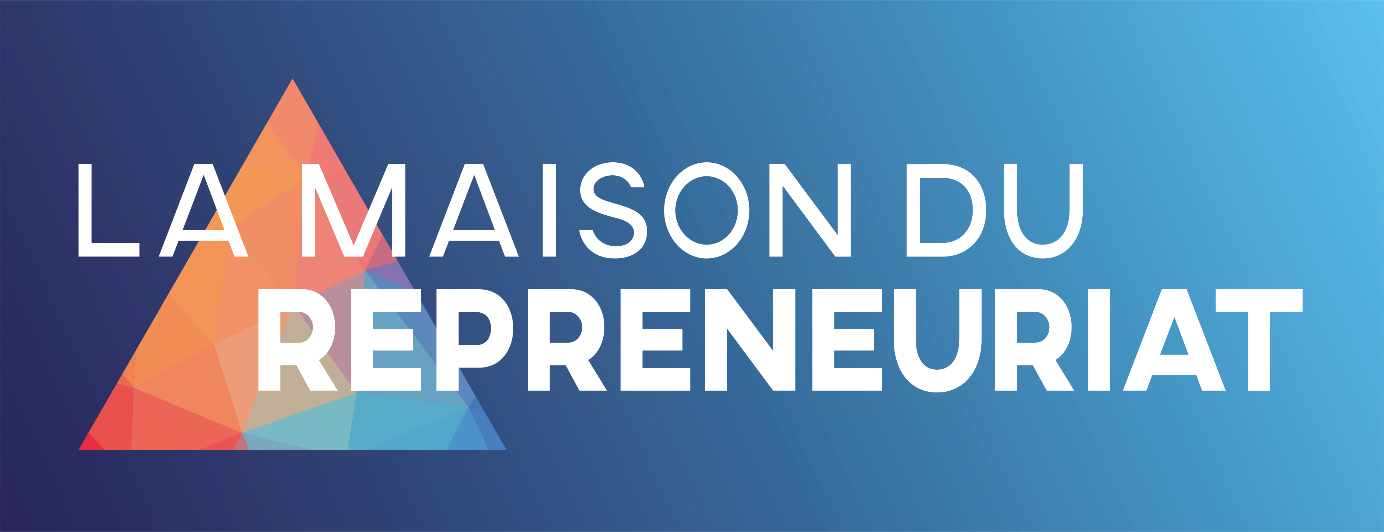 LA MAISON DU
REPRENEURIAT